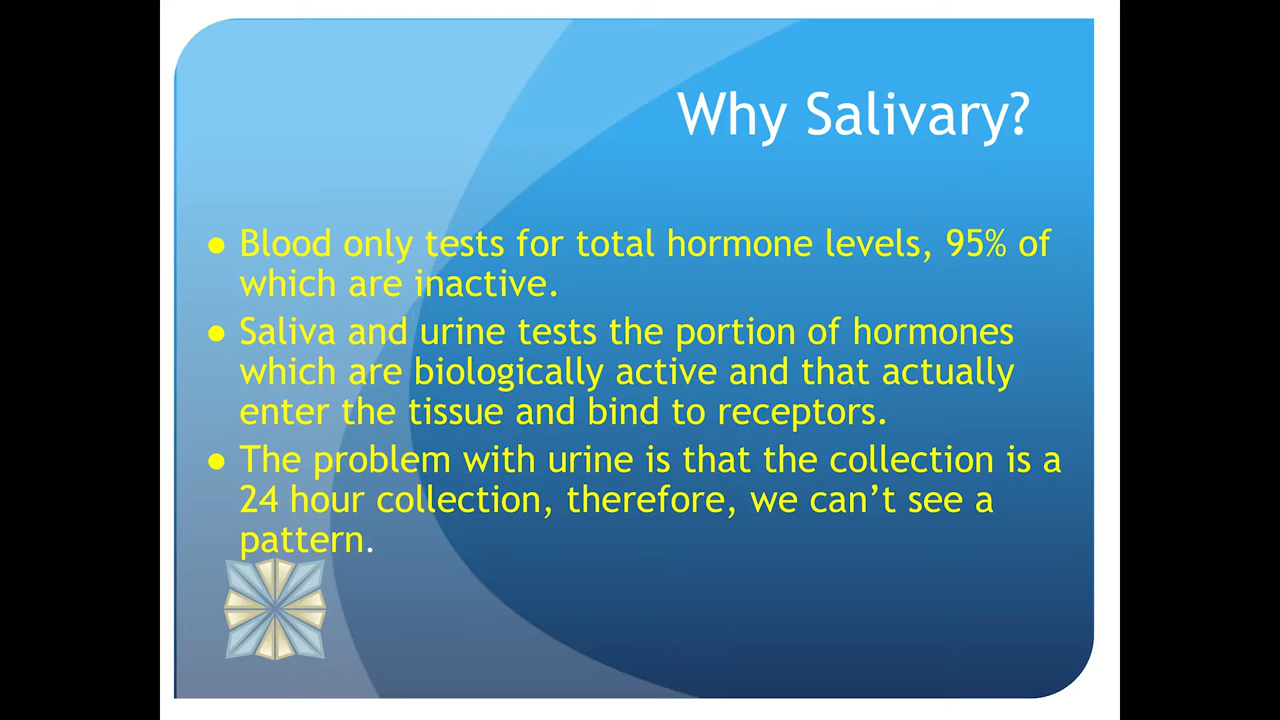 Why Salivary?
● Blood only tests for total hormone levels, 95% of
which are inactive.
● Saliva and urine tests the portion of hormones
which are biologically active and that actually
enter the tissue and bind to receptors.
● The problem with urine is that the collection is a
24 hour collection, therefore, we can’t see a
pattern.